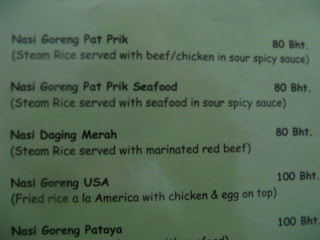 Nasi Goreng Pat Prik 80 Bht.
(Steam Rice served with beef/chicken in sour spicy sauce)
Nasi Goreng Pat Prik Seafood 80 Bht.
(Steam Rice served with seafood in sour spicy sauce)
Nasi Daging Merah 80 Bht.
(Steam Rice served with marinated red beef)
Nasi Goreng USA 100 Bht.
(Fried rice a la America with chicken & egg on top)
Nasi Goreng Pataya 100 Bht.